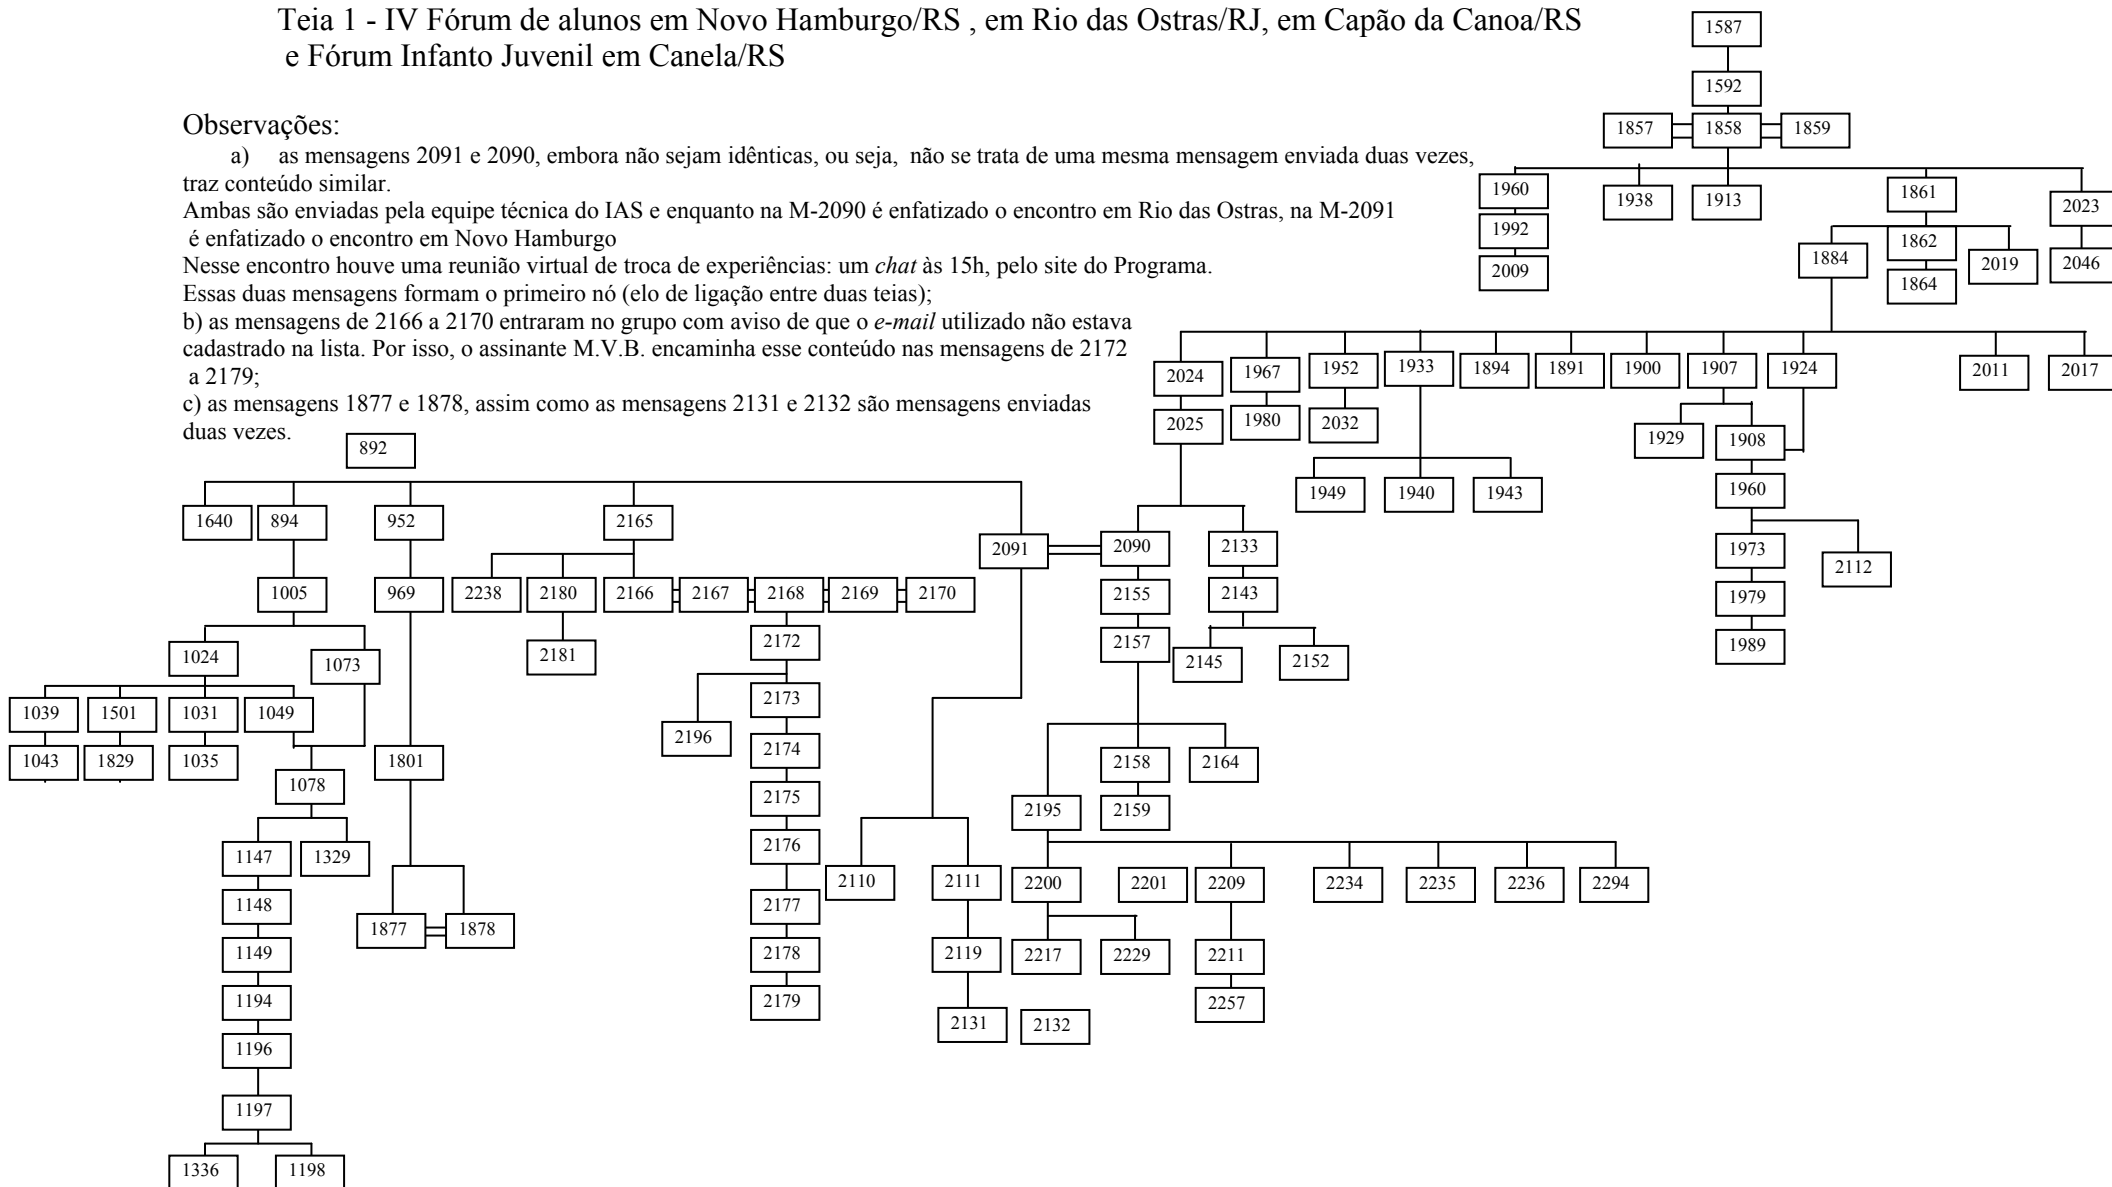 Teia 1 - IV Fórum de alunos em Novo Hamburgo/RS , em Rio das Ostras/RJ, em Capão da Canoa/RS
e Fórum Infanto Juvenil em Canela/RS
Observações:
a) as mensagens 2091 e 2090, embora não sejam idênticas, ou seja, não se trata de uma mesma mensagem enviada duas vezes,
traz conteúdo similar.
Ambas são enviadas pela equipe técnica do IAS e enquanto na M-2090 é enfatizado o encontro em Rio das Ostras, na M-2091
é enfatizado o encontro em Novo Hamburgo
Nesse encontro houve uma reunião virtual de troca de experiências: um chat às 15h, pelo site do Programa.
Essas duas mensagens formam o primeiro nó (elo de ligação entre duas teias);
b) as mensagens de 2166 a 2170 entraram no grupo com aviso de que o e-mail utilizado não estava
cadastrado na lista. Por isso, o assinante M.V.B. encaminha esse conteúdo nas mensagens de 2172
a 2179;
c) as mensagens 1877 e 1878, assim como as mensagens 2131 e 2132 são mensagens enviadas
duas vezes.
1587
1592
1857 1858 1859
1960 1938 1913 1861 2023
1992 1884 1862 2019 2046
2009 1864
2024 1967 1952 1933 1894 1891 1900 1907 1924 2011 2017
2025 1980 2032 1929 1908
1949 1940 1943 1960
1973 2112
1979
1989
892
1640 894 952 2165
2091 2090 2133
1005 969 2238 2180 2166 2167 2168 2169 2170 2155 2143
1024 1073 2181 2172 2157 2145 2152
1039 1501 1031 1049 2196 2173
1043 1829 1035 1801 2174 2158 2164
1078 2175 2195 2159
1147 1329 2176
2110 2111 2200 2201 2209 2234 2235 2236 2294
1148 2177
1877 1878
1149 2178 2119 2217 2229 2211
1194 2179 2131 2132 2257
1196
1197
1336 1198